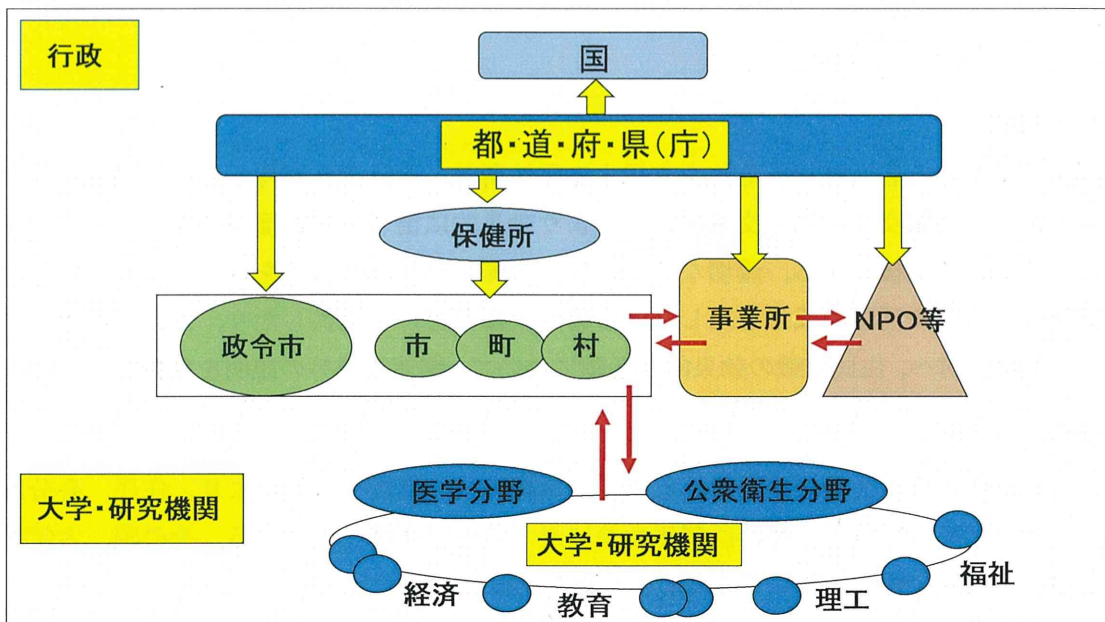 行政
国
都・道・府・県(庁)
保健所
政令市
市
町
村
事業所
NPO等
医学分野
公衆衛生分野
大学・研究機関
大学・研究機関
経済
教育
理工
福祉